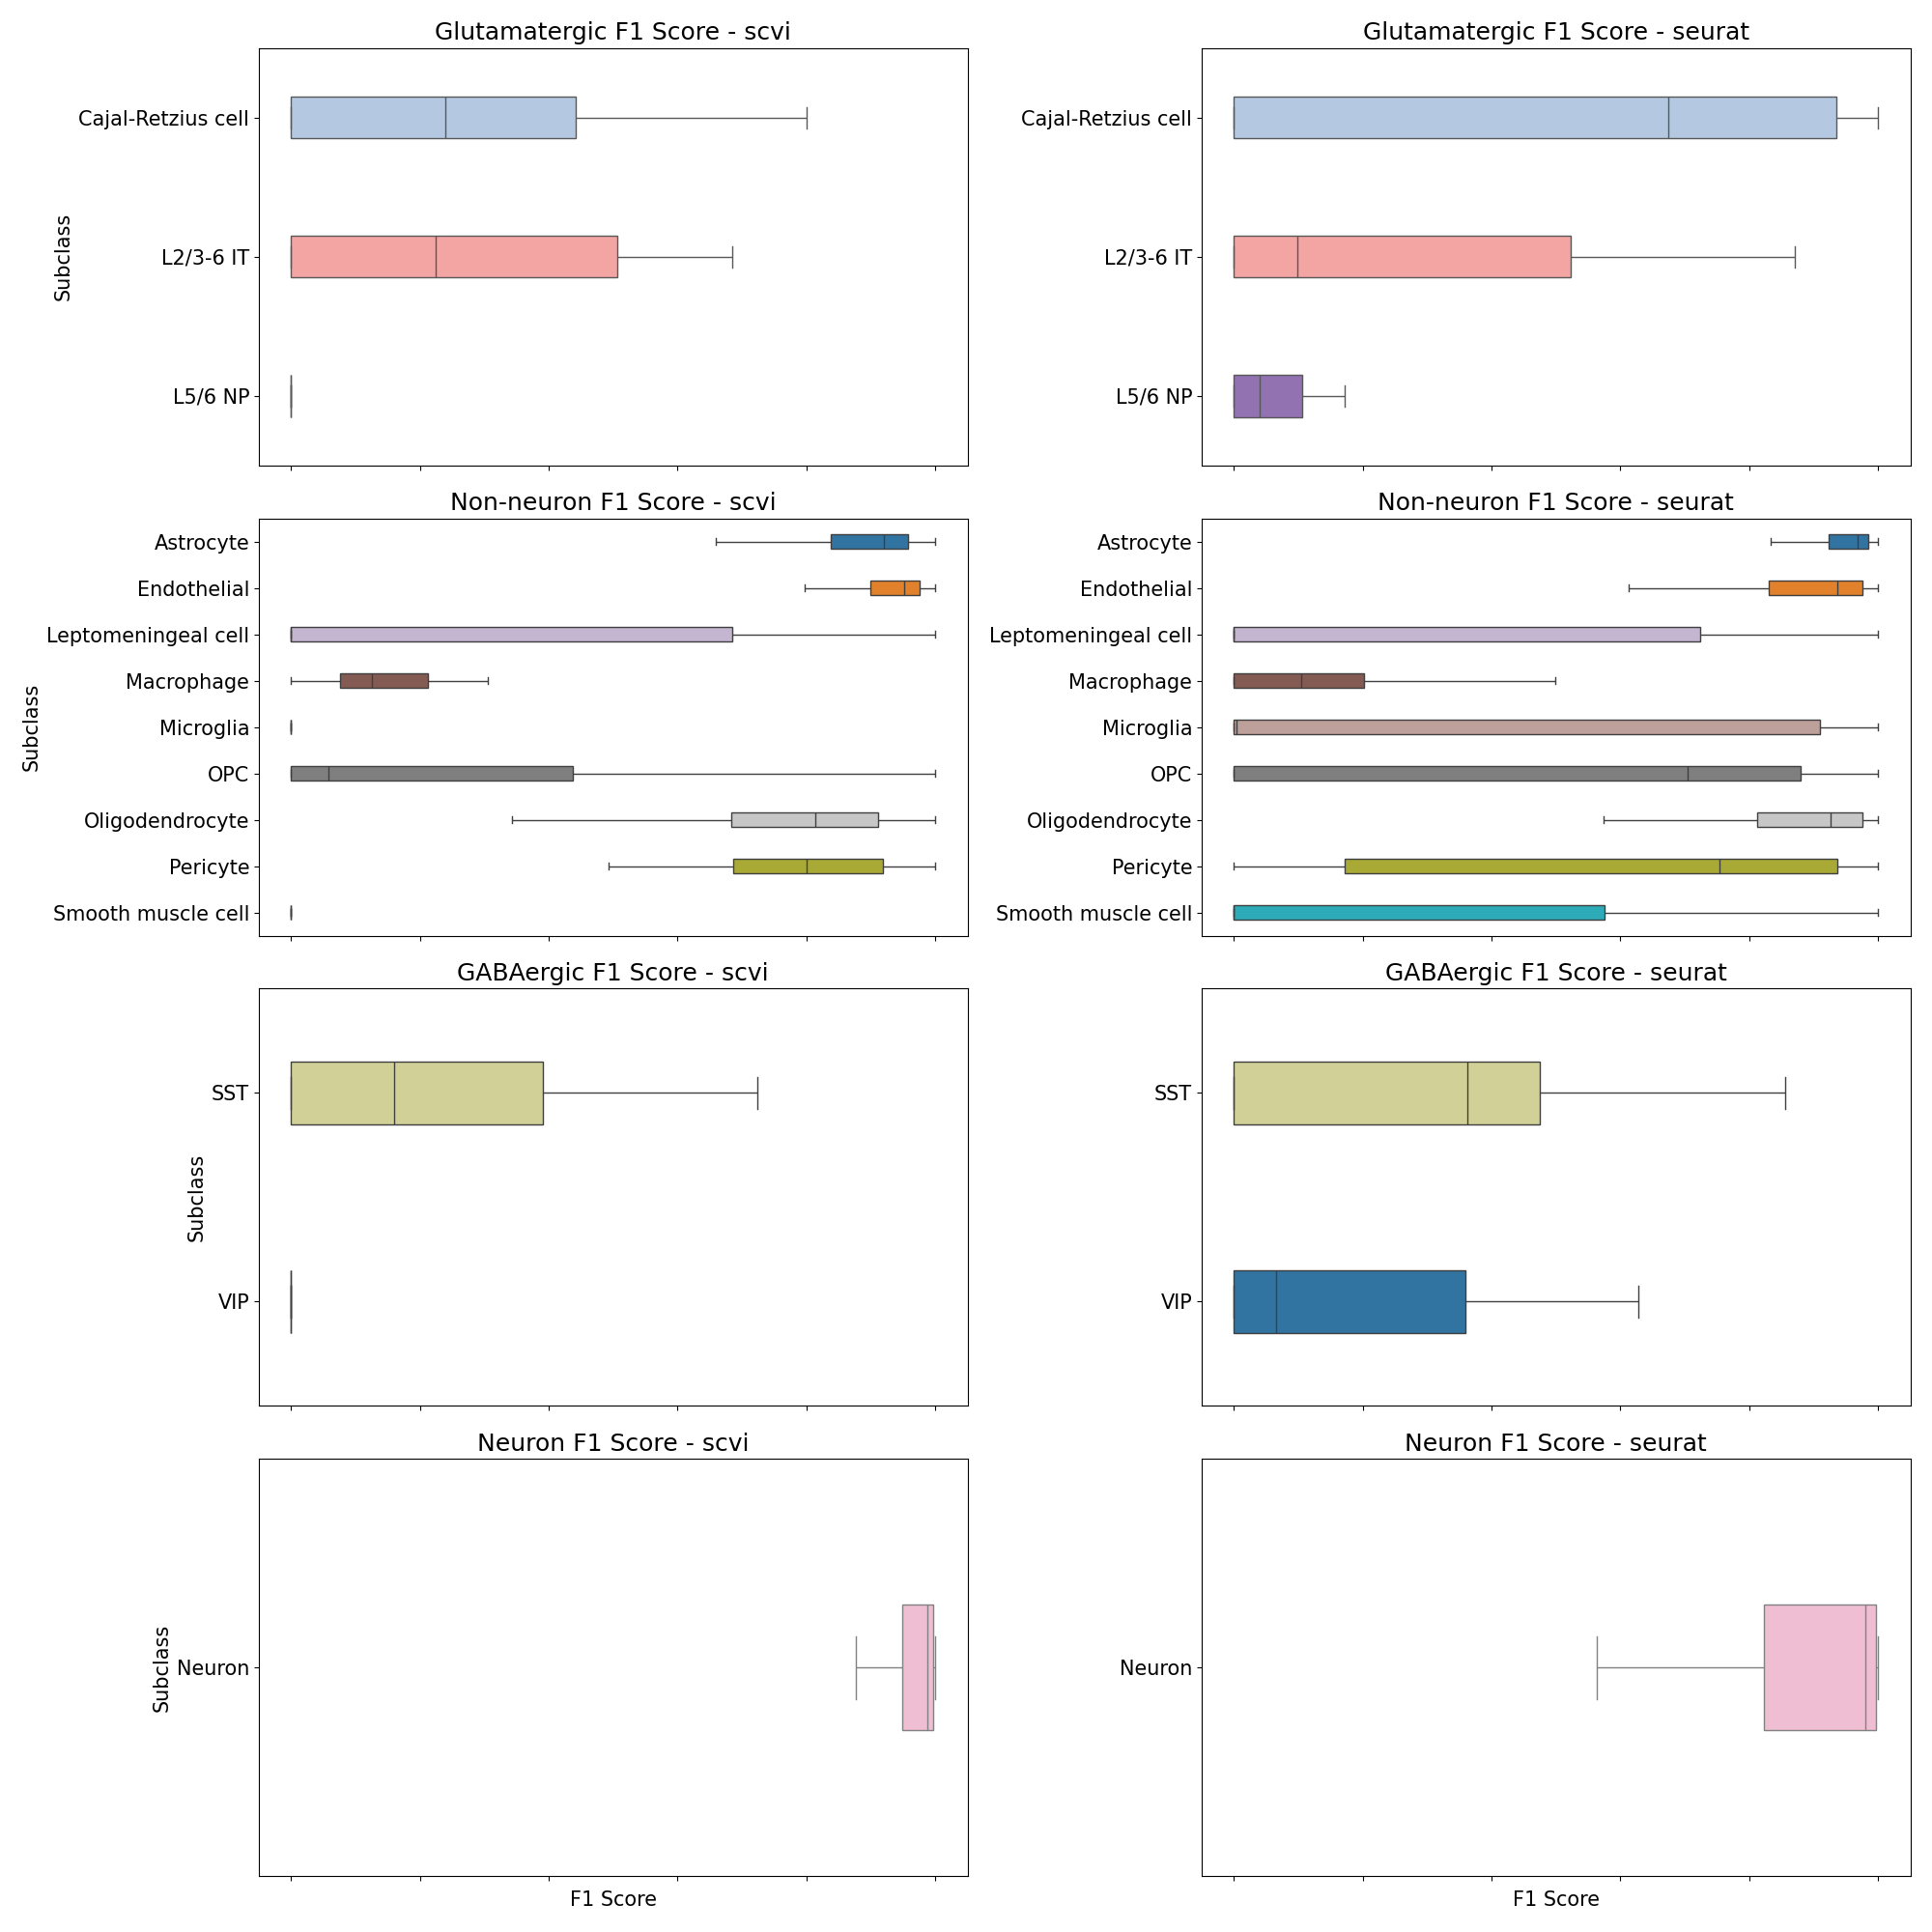 Glutamatergic F1 Score - scvi
Subclass
Cajal-Retzius cell
L2/3-6 IT
L5/6 NP
Glutamatergic F1 Score - seurat
Cajal-Retzius cell
L2/3-6 IT
L5/6 NP
Non-neuron F1 Score - scvi
Subclass
Astrocyte
Endothelial
Leptomeningeal cell
Macrophage
Microglia
OPC
Oligodendrocyte
Pericyte
Smooth muscle cell
Non-neuron F1 Score - seurat
Astrocyte
Endothelial
Leptomeningeal cell
Macrophage
Microglia
OPC
Oligodendrocyte
Pericyte
Smooth muscle cell
GABAergic F1 Score - scvi
Subclass
SST
VIP
GABAergic F1 Score - seurat
SST
VIP
Neuron F1 Score - scvi
Subclass
Neuron
F1 Score
Neuron F1 Score - seurat
Neuron
F1 Score